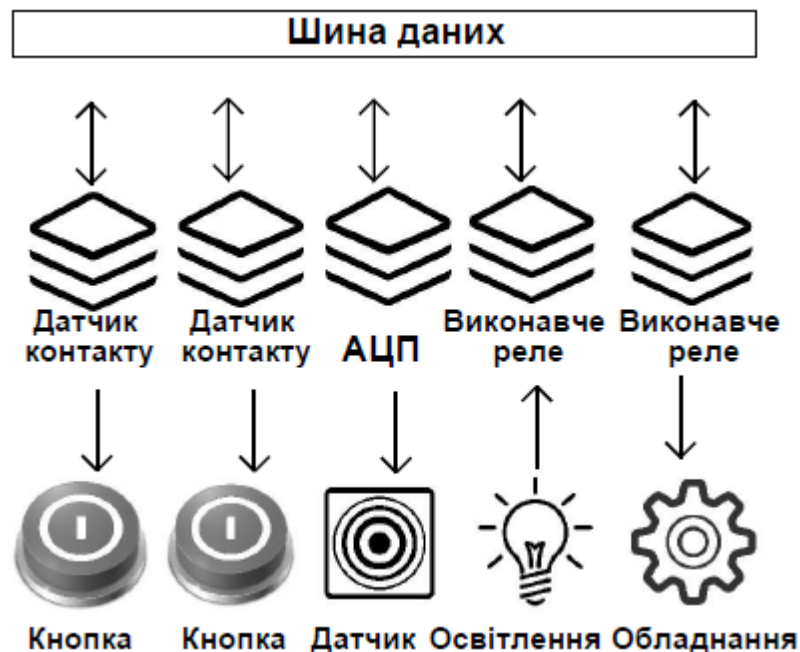 Шина даних
Датчик контакту
Датчик контакту
АЦП
Виконавче реле
Виконавче реле
Кнопка
Кнопка
Датчик
Освітлення
Обладнання